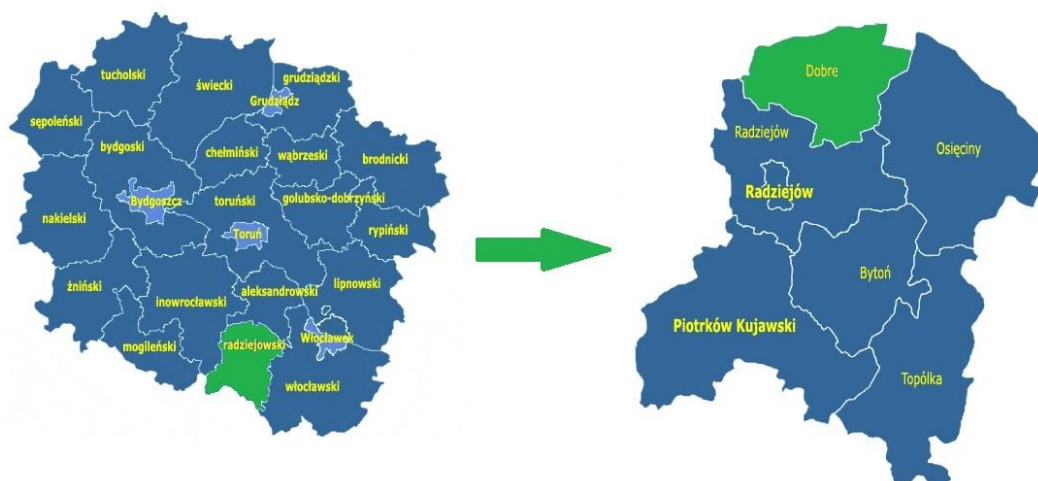 tucholski
świecki
grudziądzki
Grudziądz
sępoleński
bydgoski
chełmiński
wąbrzeski
brodnicki
Bydgoszcz
toruński
golubsko-dobrzyński
nakielski
Toruń
rypiński
żniński
inowrocławski
aleksandrowski
lipnowski
mogileński
radziejowski
Włocławek
włocławski
Dobre
Radziejów
Osięciny
Radziejów
Bytoń
Piotrków Kujawski
Topólka